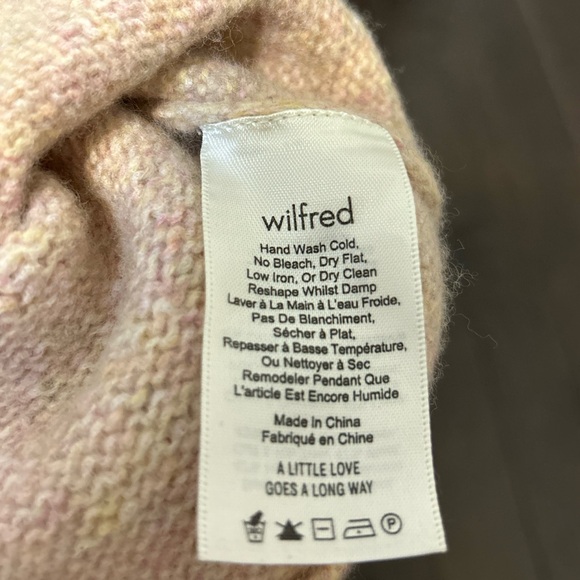 wilfred
Hand Wash Cold,
No Bleach, Dry Flat,
Low Iron, Or Dry Clean
Reshape Whilst Damp
Laver à La Main à L'eau Froide,
Pas De Blanchiment,
Sécher à Plat,
Repasser à Basse Température,
Ou Nettoyer à Sec
Remodeler Pendant Que
L'article Est Encore Humide
Made in China
Fabriqué en Chine
A LITTLE LOVE
GOES A LONG WAY
P